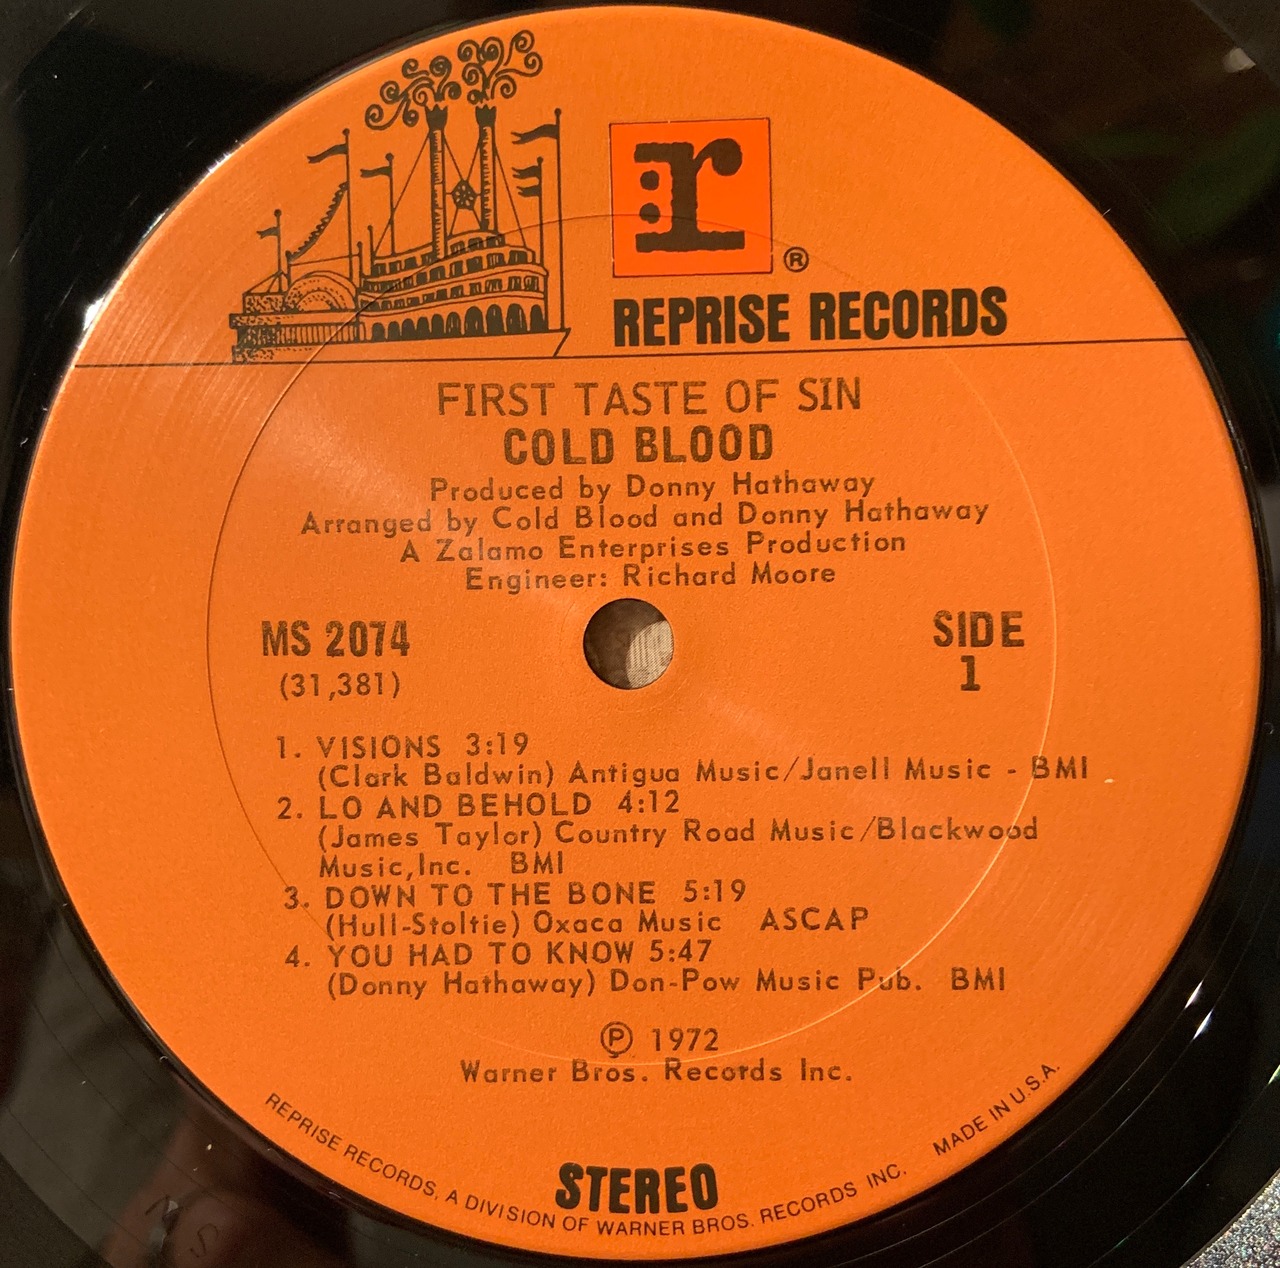 r
®
REPRISE RECORDS
FIRST TASTE OF SIN
COLD BLOOD
Produced by Donny Hathaway
Arranged by Cold Blood and Donny Hathaway
A Zalamo Enterprises Production
Engineer: Richard Moore
MS 2074
(31,381)
SIDE
1
1. VISIONS 3:19
(Clark Baldwin) Antigua Music/Janell Music - BMI
2. LO AND BEHOLD 4:12
(James Taylor) Country Road Music/Blackwood
Music,Inc. BMI
3. DOWN TO THE BONE 5:19
(Hull-Stoltie) Oxaca Music ASCAP
4. YOU HAD TO KNOW 5:47
(Donny Hathaway) Don-Pow Music Pub. BMI
℗ 1972
Warner Bros. Records Inc.
STEREO
REPRISE RECORDS, A DIVISION OF WARNER BROS. RECORDS INC. MADE IN U.S.A.